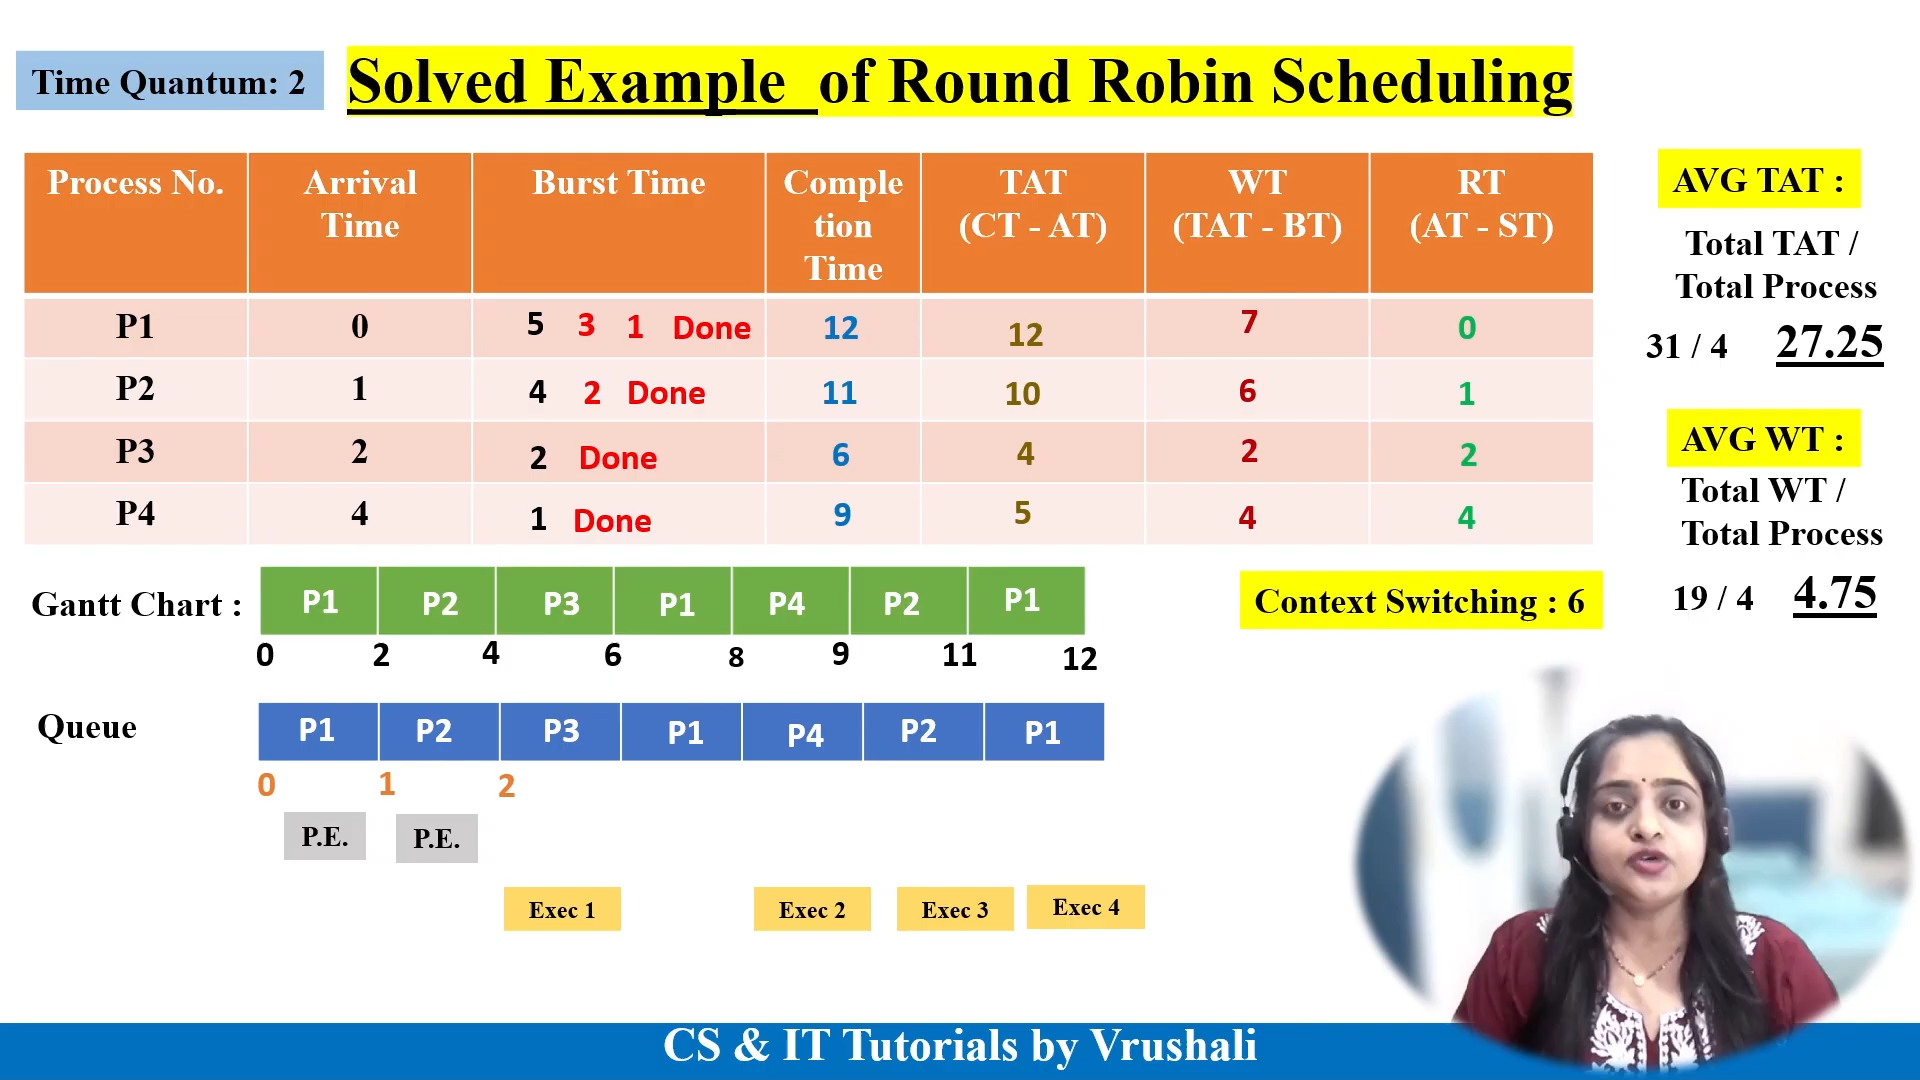 Time Quantum: 2
Solved Example of Round Robin Scheduling
Process No.
Arrival
Time
Burst Time
Comple
tion
Time
TAT
(CT - AT)
WT
(TAT - BT)
RT
(AT - ST)
P1 0 5 3 1 Done 12 12 7 0
P2 1 4 2 Done 11 10 6 1
P3 2 2 Done 6 4 2 2
P4 4 1 Done 9 5 4 4
AVG TAT :
Total TAT /
Total Process
31 / 4 27.25
AVG WT :
Total WT /
Total Process
19 / 4 4.75
Gantt Chart : P1 P2 P3 P1 P4 P2 P1
0 2 4 6 8 9 11 12
Context Switching : 6
Queue P1 P2 P3 P1 P4 P2 P1
0 1 2
P.E. P.E.
Exec 1 Exec 2 Exec 3 Exec 4
CS & IT Tutorials by Vrushali